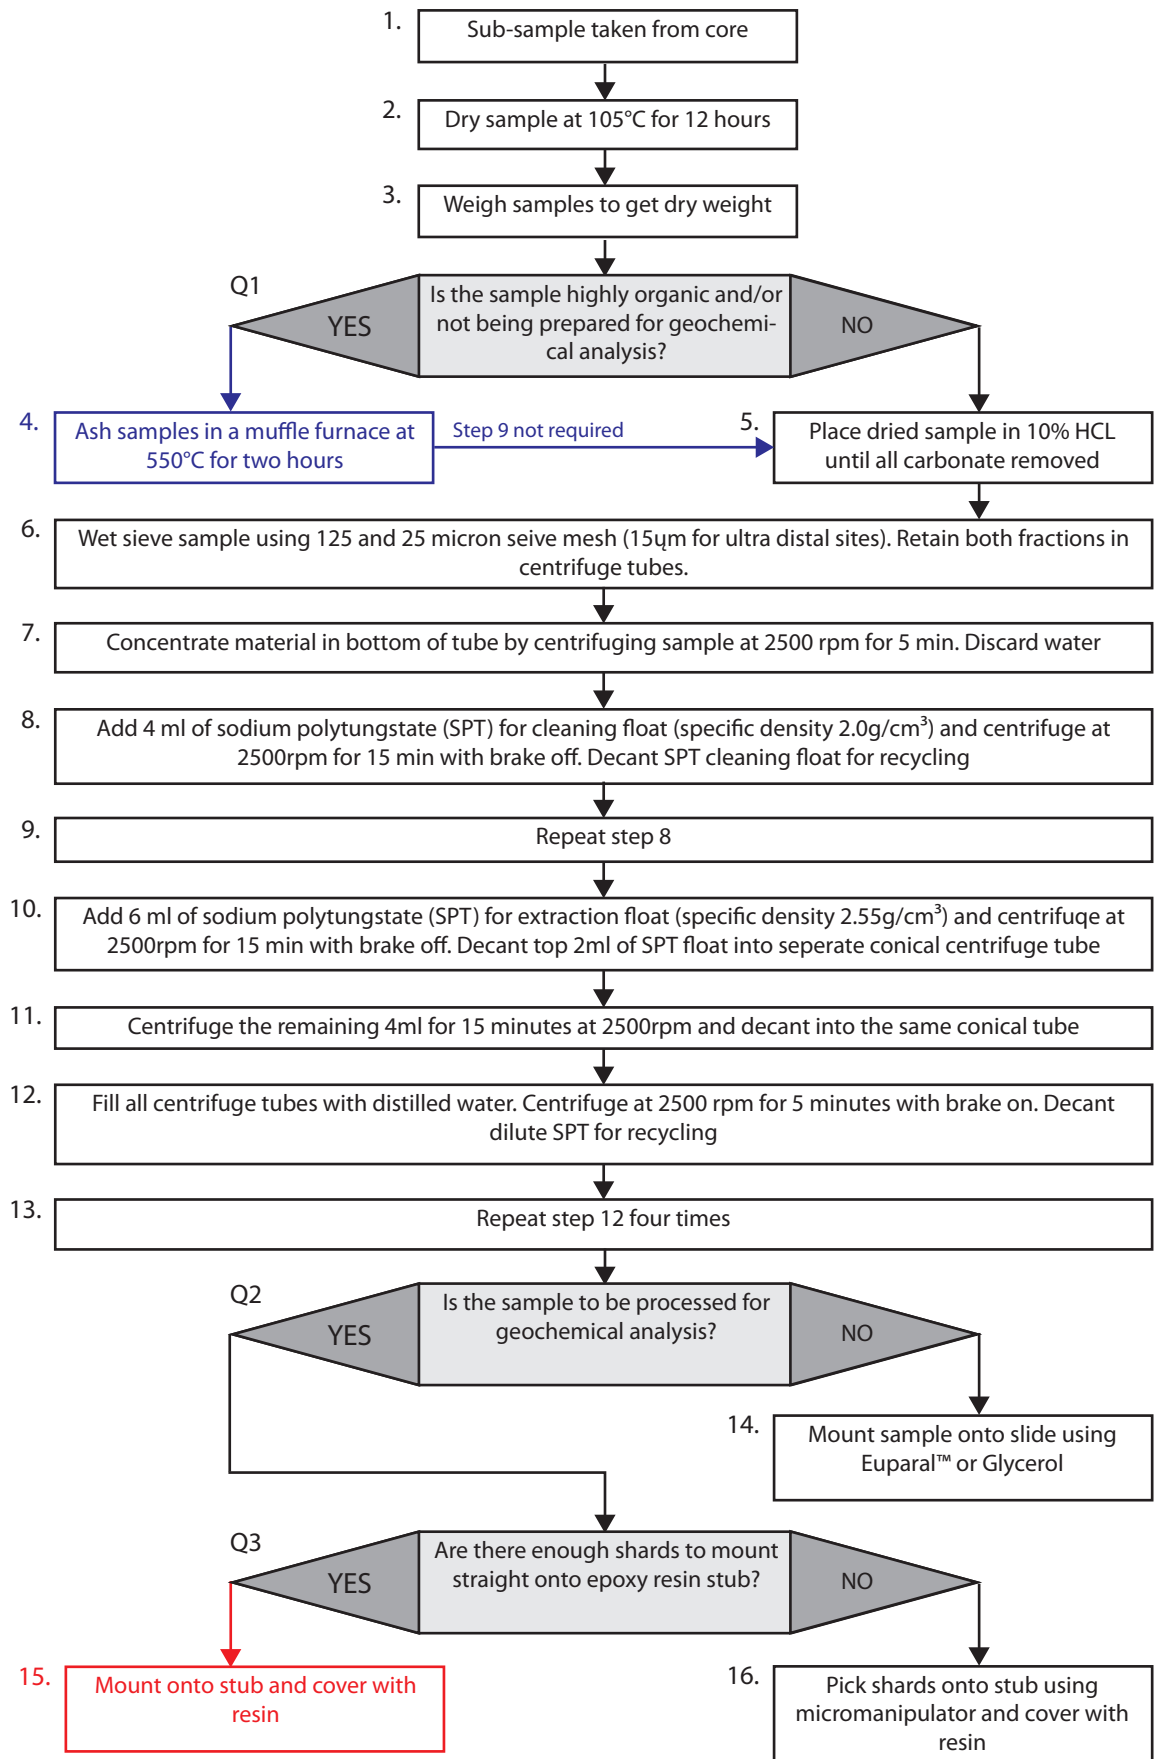 1.
Sub-sample taken from core
2.
Dry sample at 105°C for 12 hours
3.
Weigh samples to get dry weight
Q1
Is the sample highly organic and/or
not being prepared for geochemi-
cal analysis?
YES
NO
4.
Ash samples in a muffle furnace at
550°C for two hours
Step 9 not required
5.
Place dried sample in 10% HCL
until all carbonate removed
6.
Wet sieve sample using 125 and 25 micron seive mesh (15ųm for ultra distal sites). Retain both fractions in
centrifuge tubes.
7.
Concentrate material in bottom of tube by centrifuging sample at 2500 rpm for 5 min. Discard water
8.
Add 4 ml of sodium polytungstate (SPT) for cleaning float (specific density 2.0g/cm³) and centrifuge at
2500rpm for 15 min with brake off. Decant SPT cleaning float for recycling
9.
Repeat step 8
10.
Add 6 ml of sodium polytungstate (SPT) for extraction float (specific density 2.55g/cm³) and centrifuqe at
2500rpm for 15 min with brake off. Decant top 2ml of SPT float into seperate conical centrifuge tube
11.
Centrifuge the remaining 4ml for 15 minutes at 2500rpm and decant into the same conical tube
12.
Fill all centrifuge tubes with distilled water. Centrifuge at 2500 rpm for 5 minutes with brake on. Decant
dilute SPT for recycling
13.
Repeat step 12 four times
Q2
Is the sample to be processed for
geochemical analysis?
YES
NO
14.
Mount sample onto slide using
Euparal™ or Glycerol
Q3
Are there enough shards to mount
straight onto epoxy resin stub?
YES
NO
15.
Mount onto stub and cover with
resin
16.
Pick shards onto stub using
micromanipulator and cover with
resin